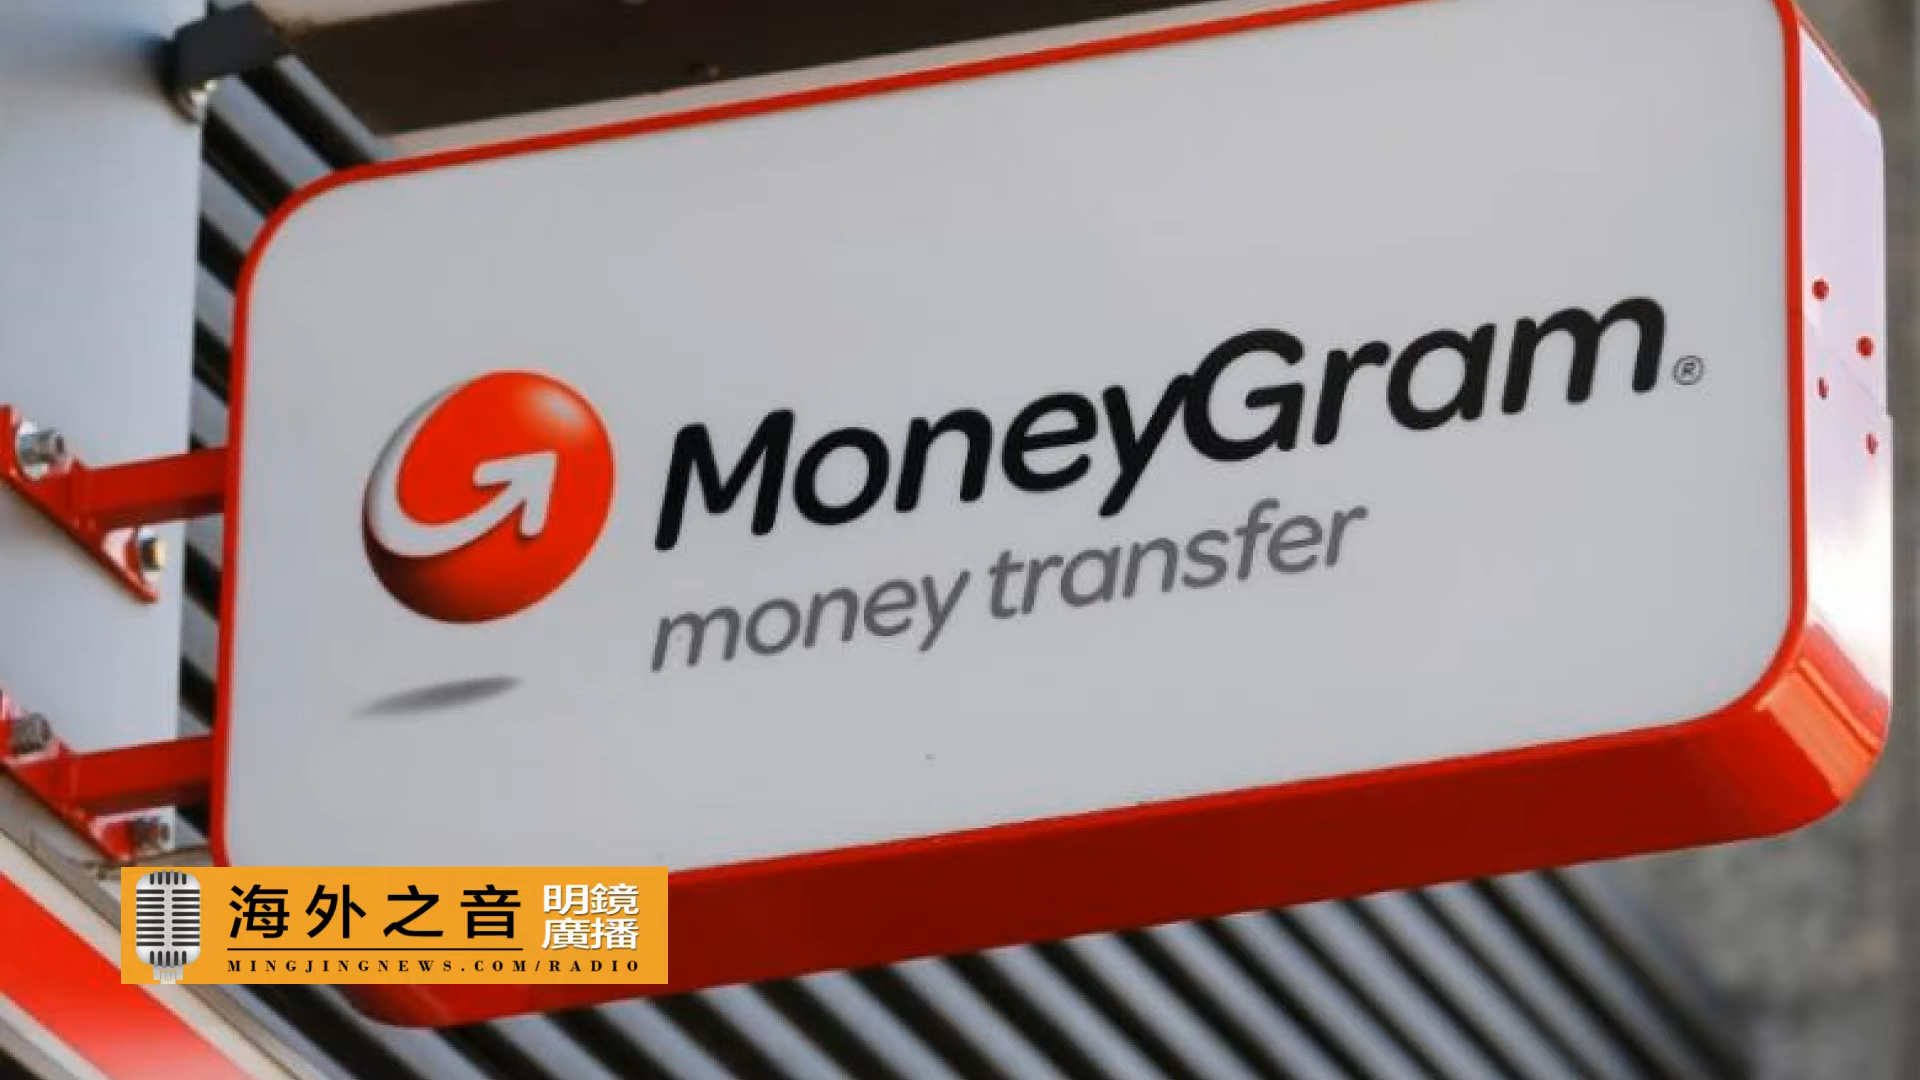 MoneyGram®
money transfer
海外之音
明鏡
廣播
MINGJINGNEWS.COM/RADIO